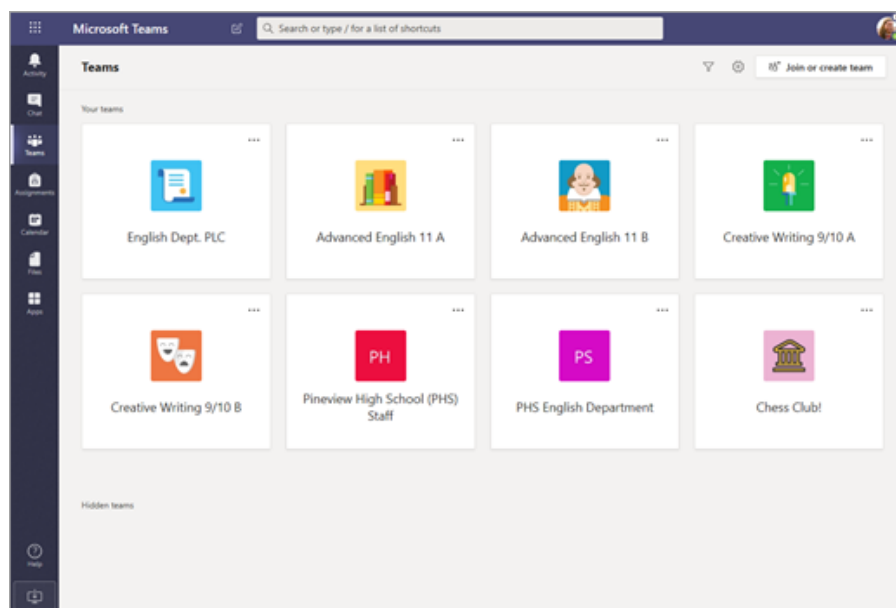 Microsoft Teams
Search or type / for a list of shortcuts
Activity
Chat
Teams
Assignments
Calendar
Files
Apps
Help
Teams
Join or create team
Your teams
English Dept. PLC
Advanced English 11 A
Advanced English 11 B
Creative Writing 9/10 A
Creative Writing 9/10 B
PH
Pineview High School (PHS)
Staff
PS
PHS English Department
Chess Club!
Hidden teams